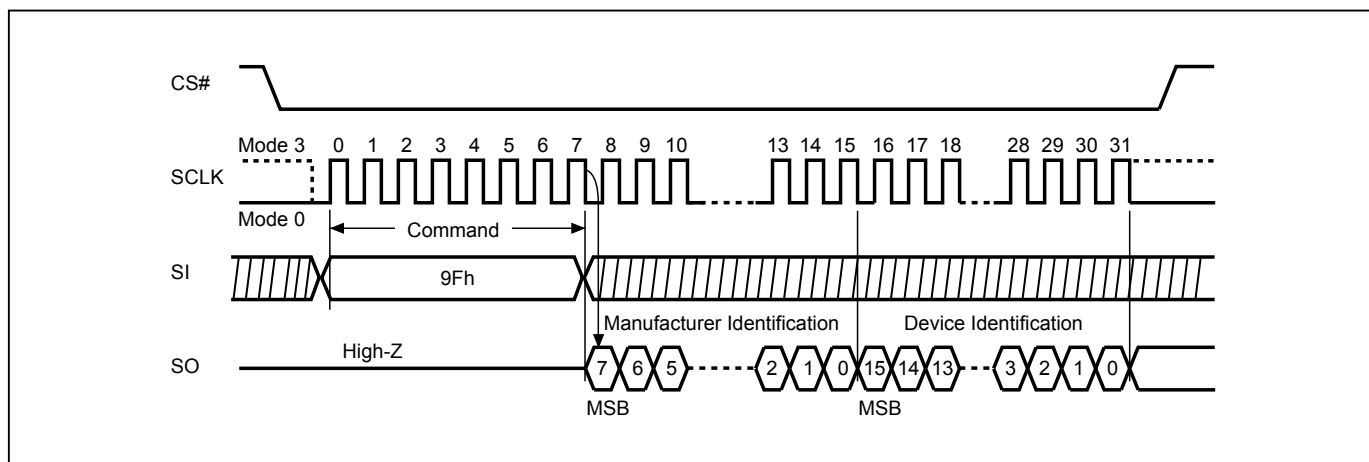 CS#
Mode 3 0 1 2 3 4 5 6 7 8 9 10 13 14 15 16 17 18 28 29 30 31
SCLK
Mode 0
Command
SI
9Fh
Manufacturer Identification Device Identification
High-Z
SO
7 6 5 2 1 0 15 14 13 3 2 1 0
MSB MSB